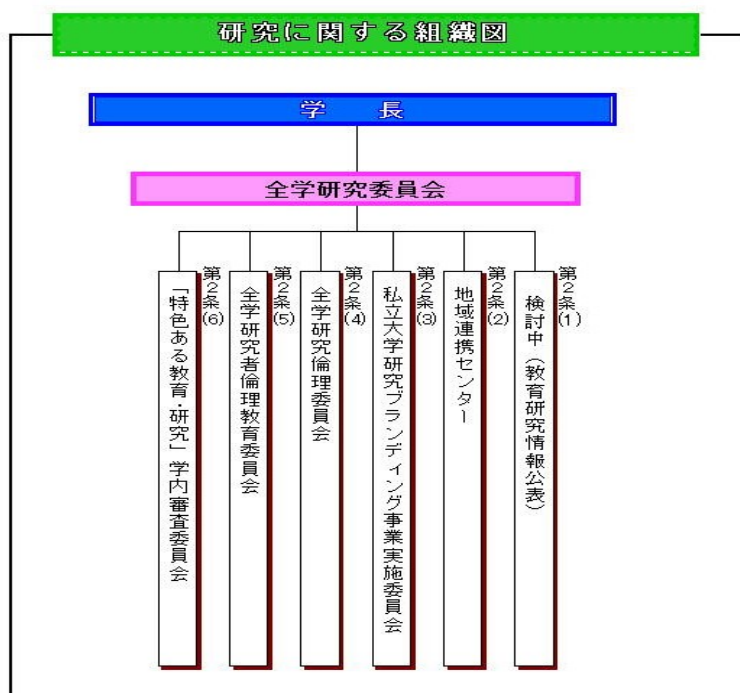 研究に関する組織図
学　長
全学研究委員会
第2条(1)
検討中（教育研究情報公表）
第2条(2)
地域連携センター
第2条(3)
私立大学研究ブランディング事業実施委員会
第2条(4)
全学研究倫理委員会
第2条(5)
全学研究者倫理教育委員会
第2条(6)
「特色ある教育・研究」学内審査委員会